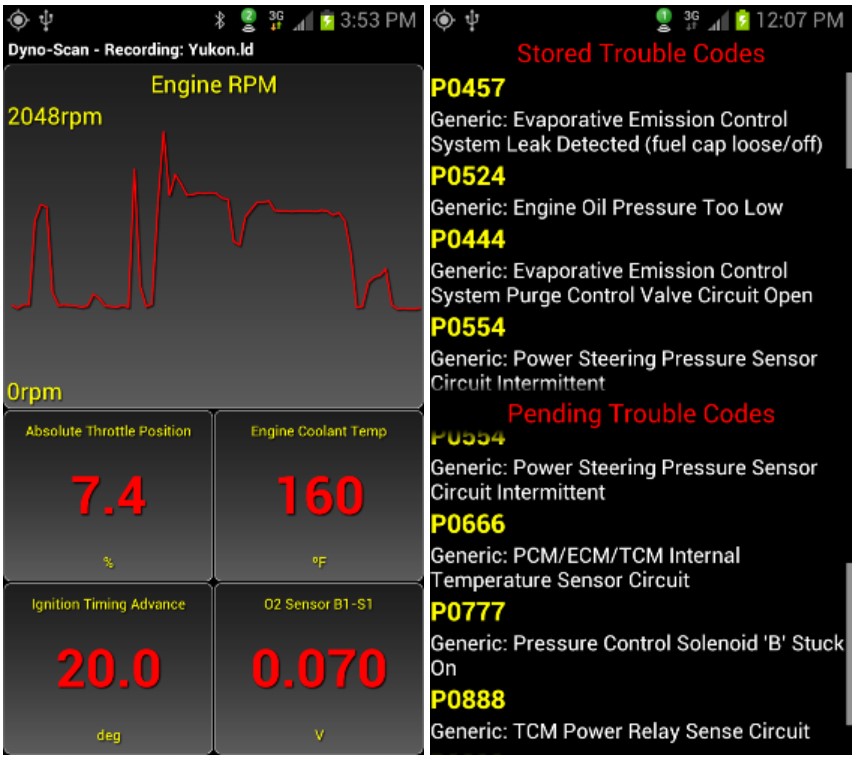 2 3G 3:53 PM
Dyno-Scan - Recording: Yukon.ld
Engine RPM
2048rpm
0rpm
Absolute Throttle Position
7.4
%
Engine Coolant Temp
160
ºF
Ignition Timing Advance
20.0
deg
O2 Sensor B1-S1
0.070
V
1 3G 12:07 PM
Stored Trouble Codes
P0457
Generic: Evaporative Emission Control
System Leak Detected (fuel cap loose/off)
P0524
Generic: Engine Oil Pressure Too Low
P0444
Generic: Evaporative Emission Control
System Purge Control Valve Circuit Open
P0554
Generic: Power Steering Pressure Sensor
Circuit Intermittent
Pending Trouble Codes
P0554
Generic: Power Steering Pressure Sensor
Circuit Intermittent
P0666
Generic: PCM/ECM/TCM Internal
Temperature Sensor Circuit
P0777
Generic: Pressure Control Solenoid 'B' Stuck
On
P0888
Generic: TCM Power Relay Sense Circuit